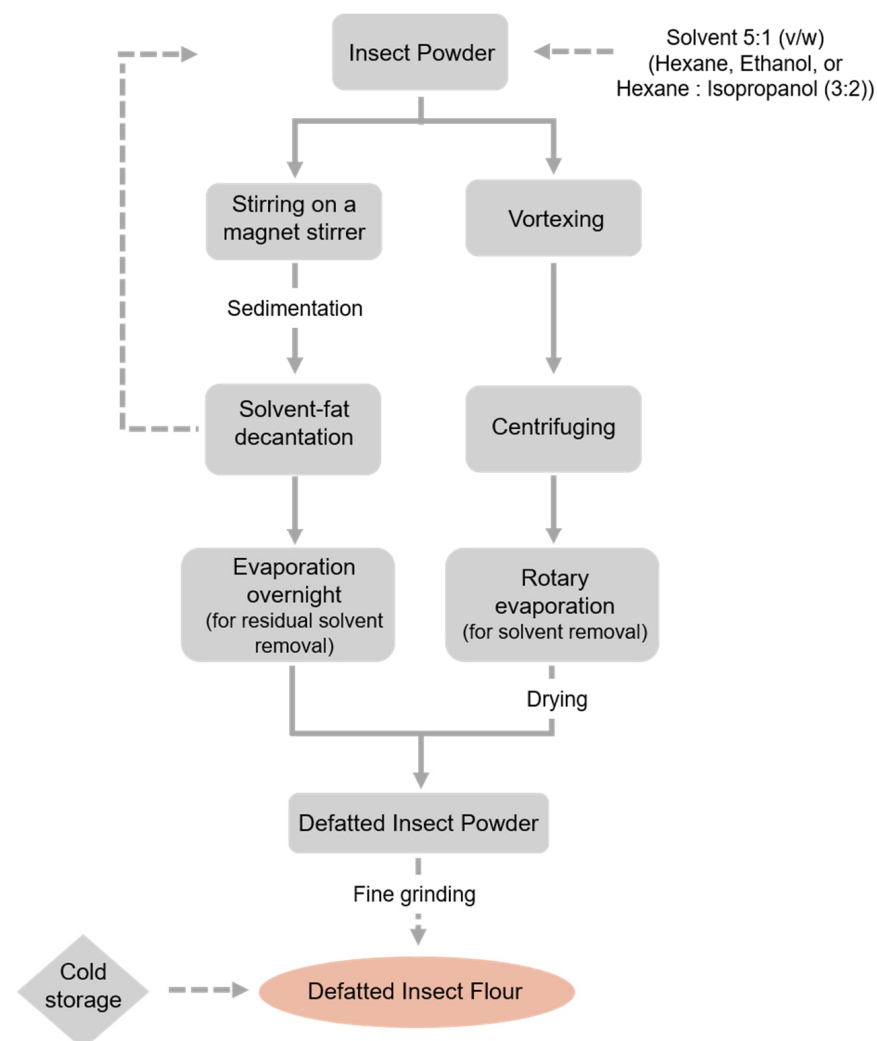 Insect Powder
Solvent 5:1 (v/w)
(Hexane, Ethanol, or
Hexane : Isopropanol (3:2))
Stirring on a
magnet stirrer
Vortexing
Sedimentation
Solvent-fat
decantation
Centrifuging
Evaporation
overnight
(for residual solvent
removal)
Rotary
evaporation
(for solvent removal)
Drying
Defatted Insect Powder
Fine grinding
Cold
storage
Defatted Insect Flour